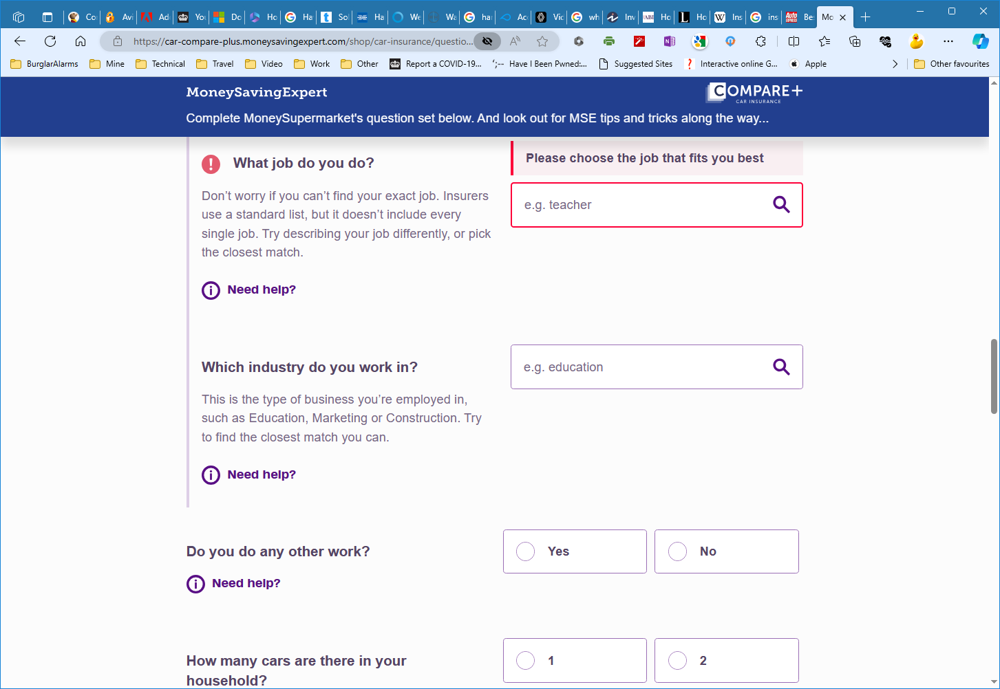 Co
Avi
Ad
Yo
Do
Ho
Ha
So
Ha
We
Wa
har
Acc
Vic
wh
Inv
Ho
Ho
Ins
ins
Be
Mo
https://car-compare-plus.moneysavingexpert.com/shop/car-insurance/questio...
BurglarAlarms
Mine
Technical
Travel
Video
Work
Other
Report a COVID-19...
Have I Been Pwned:...
Suggested Sites
Interactive online G...
Apple
Other favourites
MoneySavingExpert
COMPARE+
CAR INSURANCE
Complete MoneySupermarket's question set below. And look out for MSE tips and tricks along the way...
What job do you do?
Please choose the job that fits you best
Don't worry if you can't find your exact job. Insurers
use a standard list, but it doesn't include every
single job. Try describing your job differently, or pick
the closest match.
e.g. teacher
Need help?
Which industry do you work in?
e.g. education
This is the type of business you're employed in,
such as Education, Marketing or Construction. Try
to find the closest match you can.
Need help?
Do you do any other work?
Yes
No
Need help?
How many cars are there in your
household?
1
2